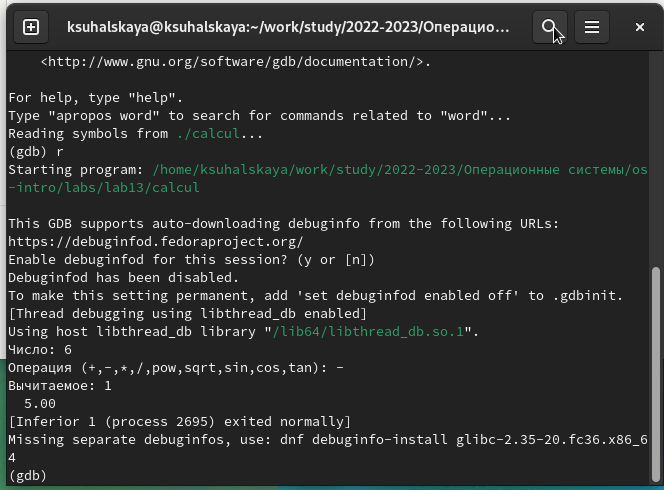 ksuhalskaya@ksuhalskaya:~/work/study/2022-2023/Операцио...
<http://www.gnu.org/software/gdb/documentation/>.
For help, type "help".
Type "apropos word" to search for commands related to "word"...
Reading symbols from ./calcul...
(gdb) r
Starting program: /home/ksuhalskaya/work/study/2022-2023/Операционные системы/os
-intro/labs/lab13/calcul
This GDB supports auto-downloading debuginfo from the following URLs:
https://debuginfod.fedoraproject.org/
Enable debuginfod for this session? (y or [n])
Debuginfod has been disabled.
To make this setting permanent, add 'set debuginfod enabled off' to .gdbinit.
[Thread debugging using libthread_db enabled]
Using host libthread_db library "/lib64/libthread_db.so.1".
Число: 6
Операция (+,-,*,/,pow,sqrt,sin,cos,tan): -
Вычитаемое: 1
5.00
[Inferior 1 (process 2695) exited normally]
Missing separate debuginfos, use: dnf debuginfo-install glibc-2.35-20.fc36.x86_6
4
(gdb)